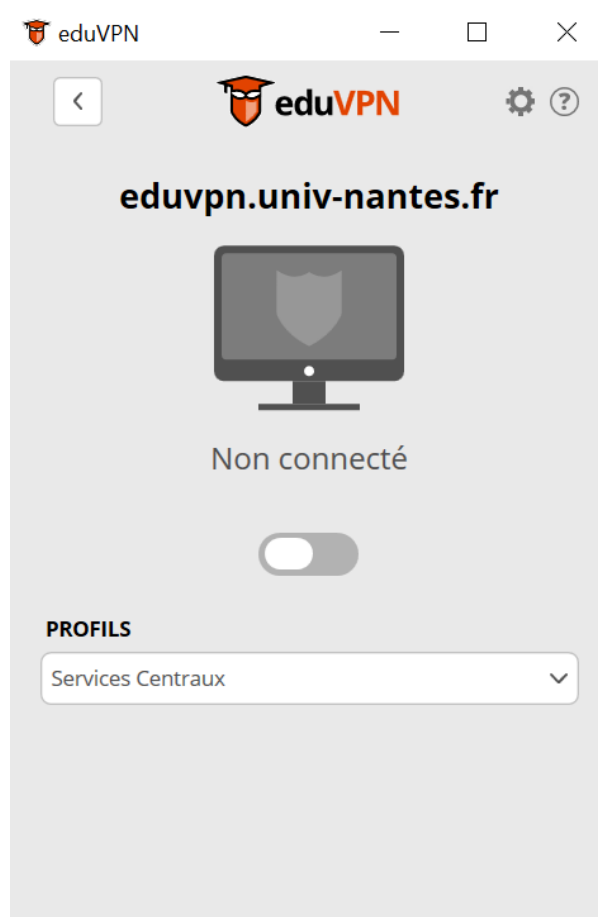 eduVPN
eduVPN
eduvpn.univ-nantes.fr
Non connecté
PROFILS
Services Centraux